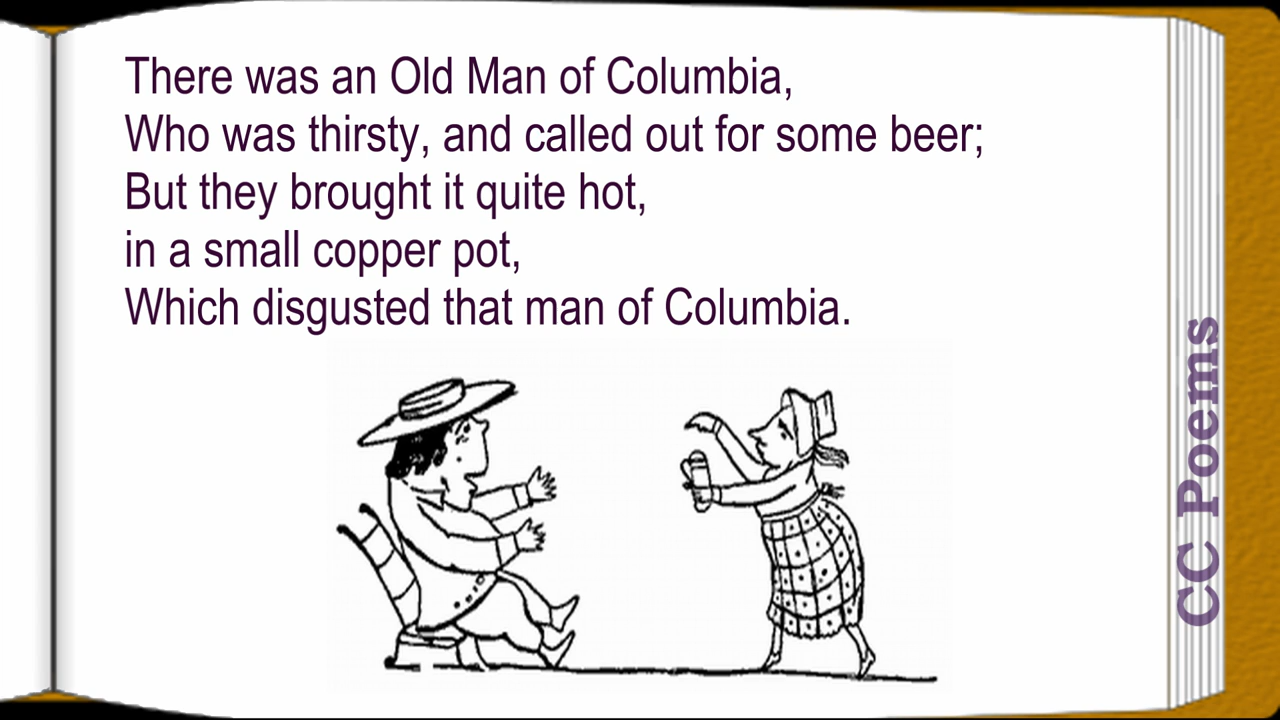 There was an Old Man of Columbia,
Who was thirsty, and called out for some beer;
But they brought it quite hot,
in a small copper pot,
Which disgusted that man of Columbia.
CC Poems